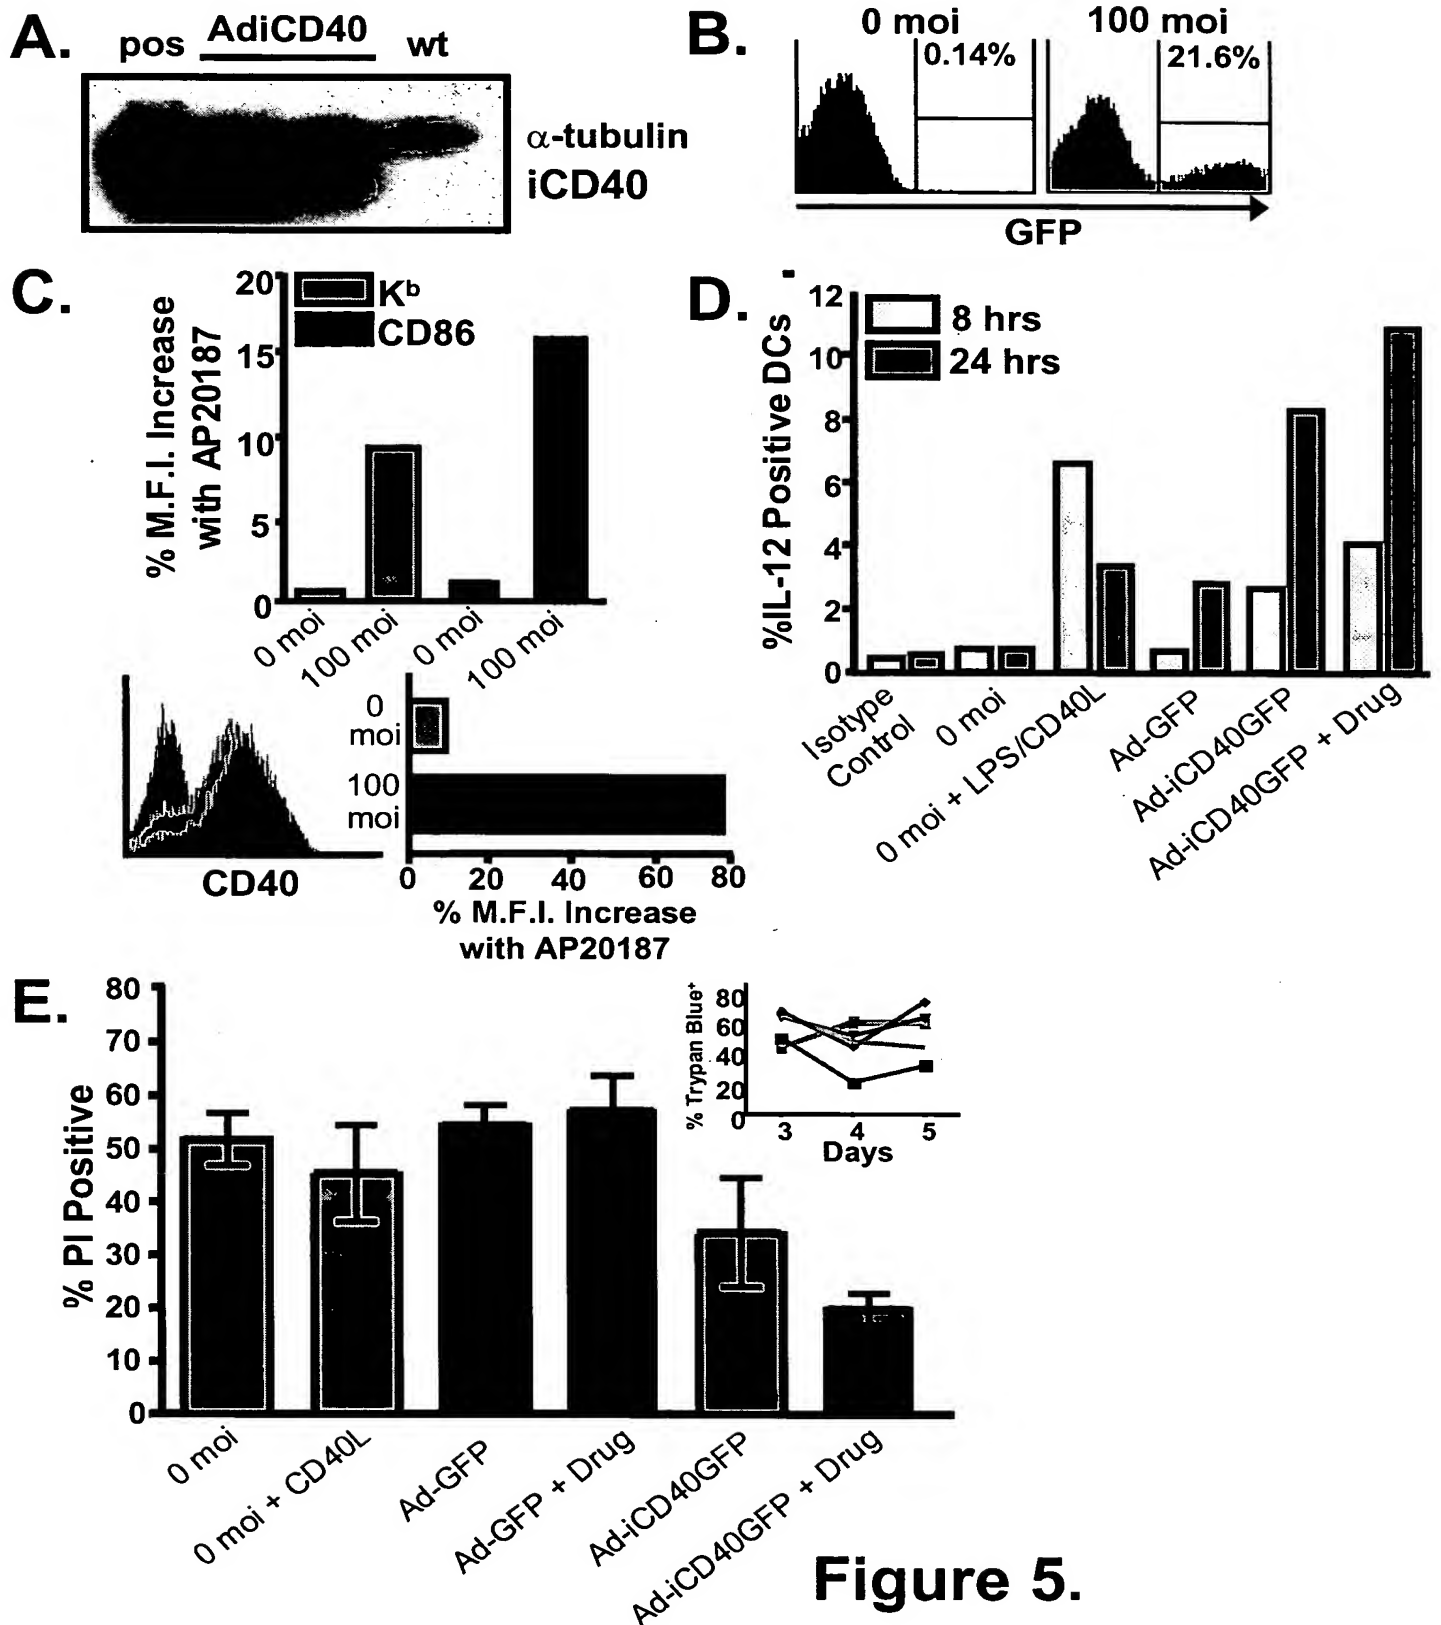 A.
pos AdiCD40 wt
α-tubulin
iCD40
B.
0 moi 100 moi
0.14% 21.6%
GFP
C.
% M.F.I. Increase
with AP20187
20
15
10
5
0
Kᵇ
CD86
0 moi
100 moi
0 moi
100 moi
CD40
0
moi
100
moi
0 20 40 60 80
% M.F.I. Increase
with AP20187
D.
%IL-12 Positive DCs
12
10
8
6
4
2
0
8 hrs
24 hrs
Isotype
Control
0 moi
0 moi + LPS/CD40L
Ad-GFP
Ad-iCD40GFP
Ad-iCD40GFP + Drug
E.
% PI Positive
80
70
60
50
40
30
20
10
0
0 moi
0 moi + CD40L
Ad-GFP
Ad-GFP + Drug
Ad-iCD40GFP
Ad-iCD40GFP + Drug
% Trypan Blue⁺
80
60
40
20
0
3 4 5
Days
Figure 5.